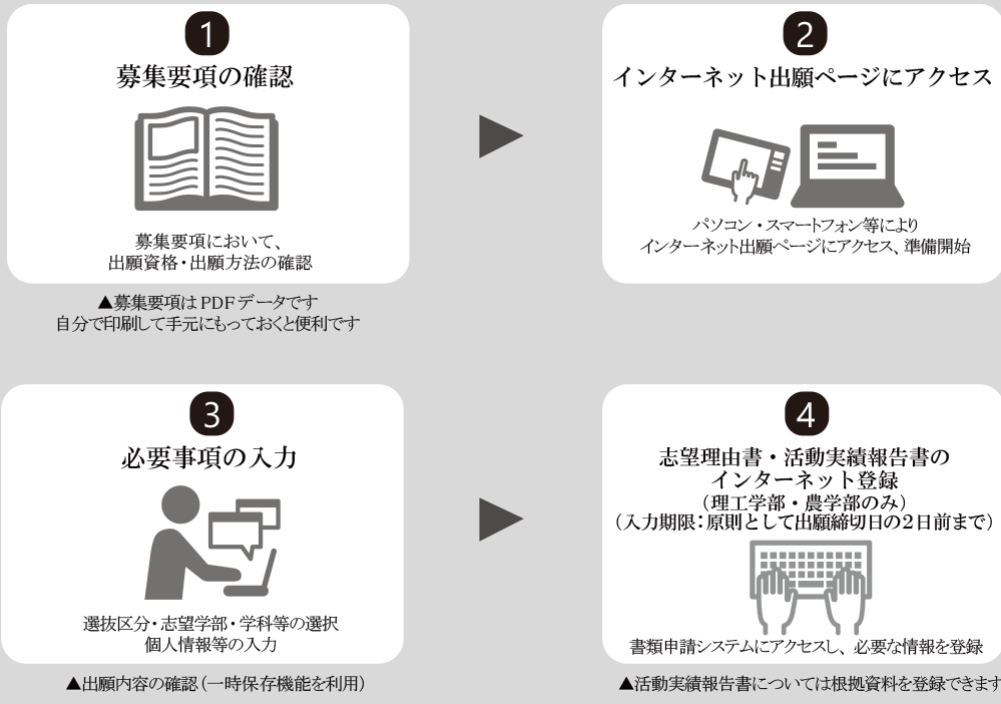 1
募集要項の確認
募集要項において、
出願資格・出願方法の確認
▲募集要項はPDFデータです
自分で印刷して手元にもっておくと便利です
2
インターネット出願ページにアクセス
パソコン・スマートフォン等により
インターネット出願ページにアクセス、準備開始
3
必要事項の入力
選抜区分・志望学部・学科等の選択
個人情報等の入力
▲出願内容の確認(一時保存機能を利用)
4
志望理由書・活動実績報告書の
インターネット登録
(理工学部・農学部のみ)
(入力期限:原則として出願締切日の2日前まで)
書類申請システムにアクセスし、必要な情報を登録
▲活動実績報告書については根拠資料を登録できます